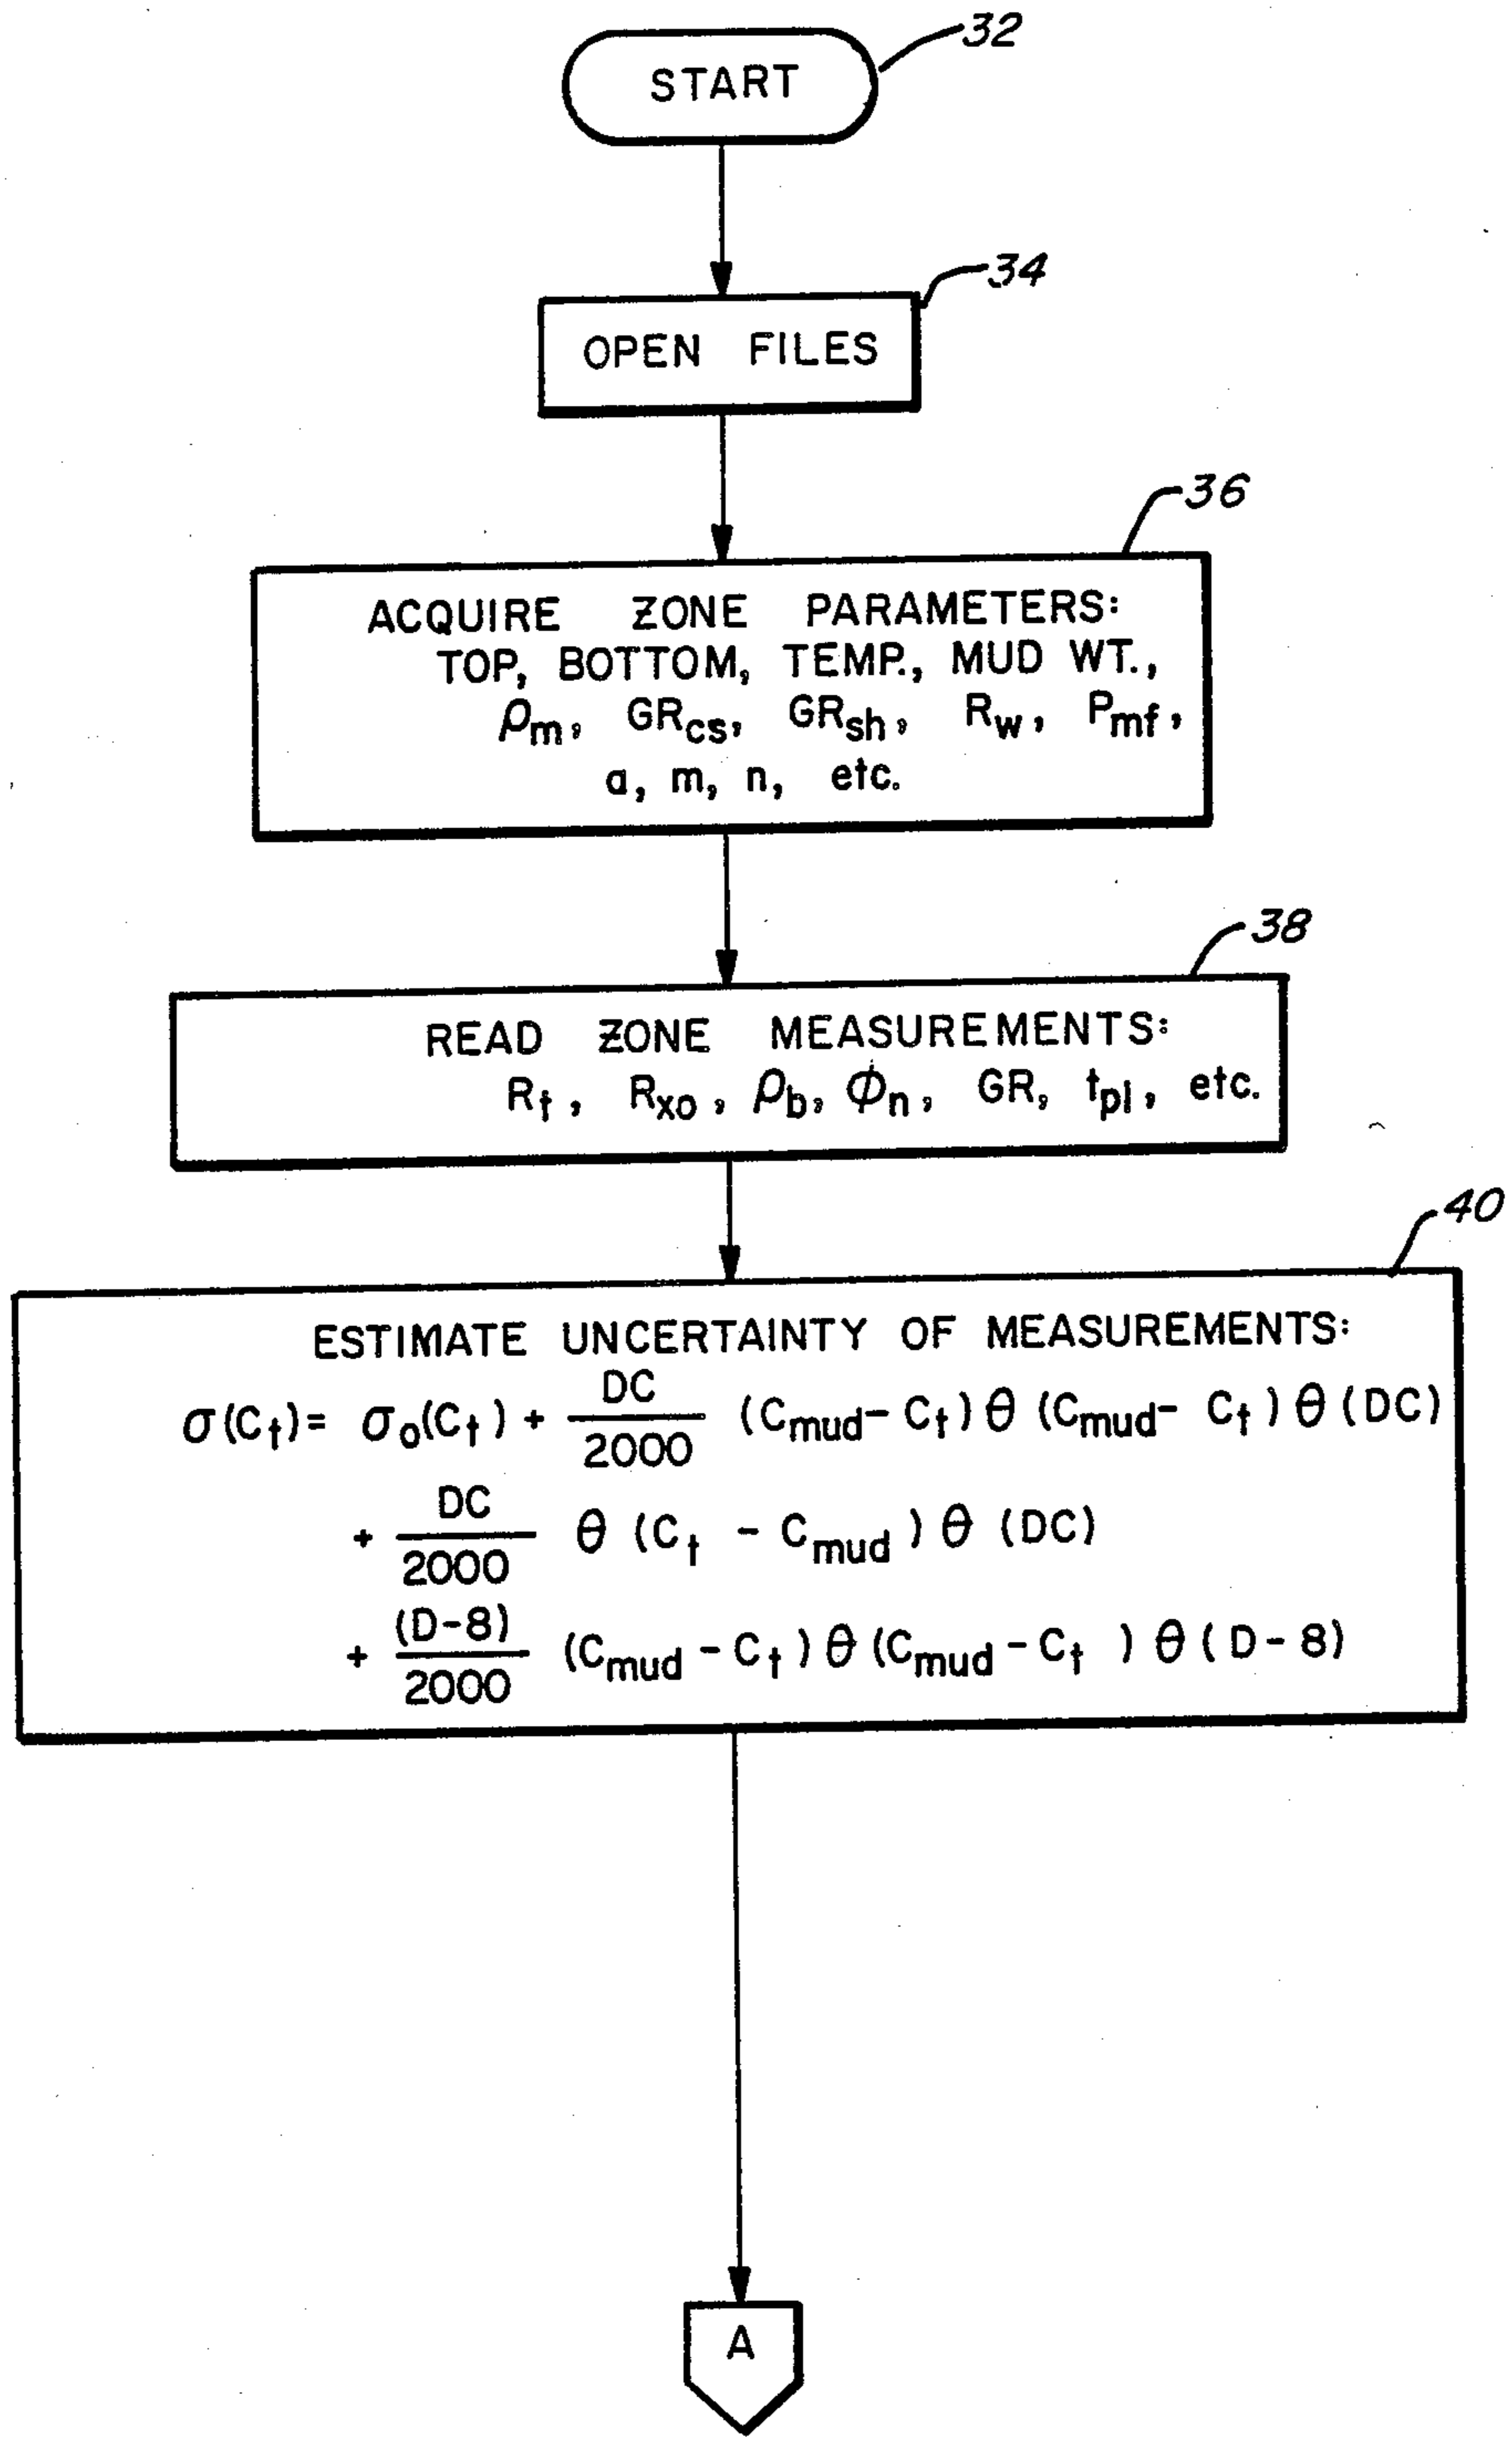 32
START
34
OPEN FILES
36
ACQUIRE ZONE PARAMETERS:
TOP, BOTTOM, TEMP., MUD WT.,
ρm, GRcs, GRsh, Rw, Pmf,
a, m, n, etc.
38
READ ZONE MEASUREMENTS:
Rt, Rxo, ρb, ϕn, GR, tpl, etc.
40
ESTIMATE UNCERTAINTY OF MEASUREMENTS:
σ(Ct) = σo(Ct) + DC/2000 (Cmud − Ct) θ (Cmud − Ct) θ (DC)
+ DC/2000 θ (Ct − Cmud) θ (DC)
+ (D−8)/2000 (Cmud − Ct) θ (Cmud − Ct) θ (D−8)
A